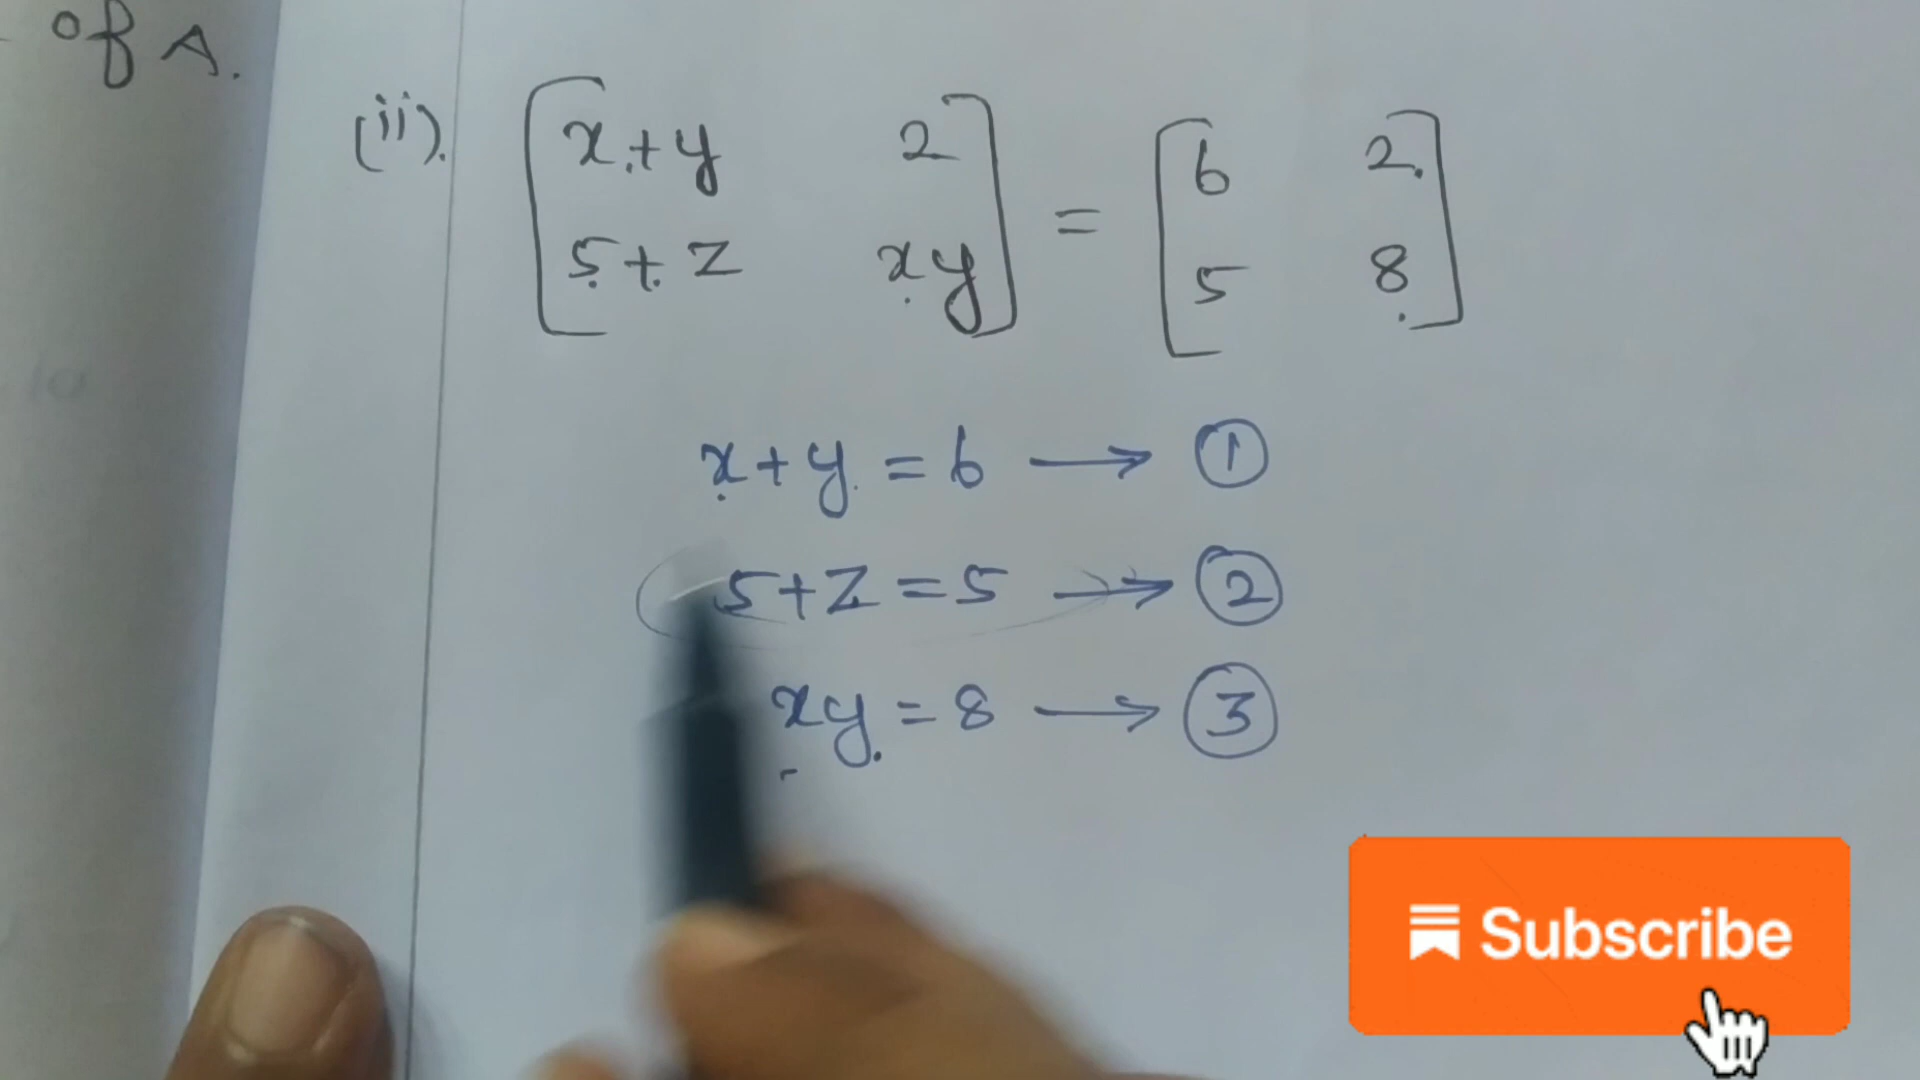 of A.
(ii). [x+y 2
5+z xy] = [6 2
5 8]
x+y = 6 → ①
5+z = 5 → ②
xy = 8 → ③
Subscribe